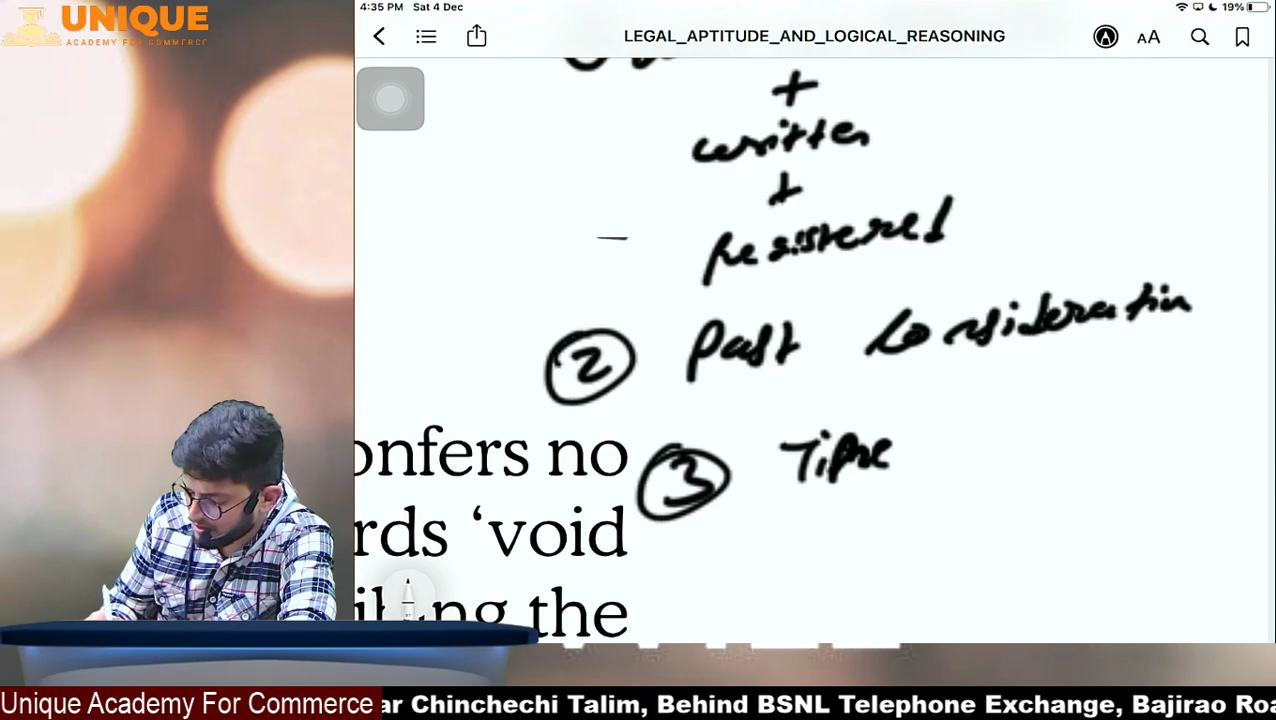 UNIQUE
ACADEMY FOR COMMERCE
4:35 PM Sat 4 Dec
19%
LEGAL_APTITUDE_AND_LOGICAL_REASONING
AA
+
written
+
registered
2 Past consideration
3 Time
onfers no
rds ‘void
the
Unique Academy For Commerce
ar Chinchechi Talim, Behind BSNL Telephone Exchange, Bajirao Roa